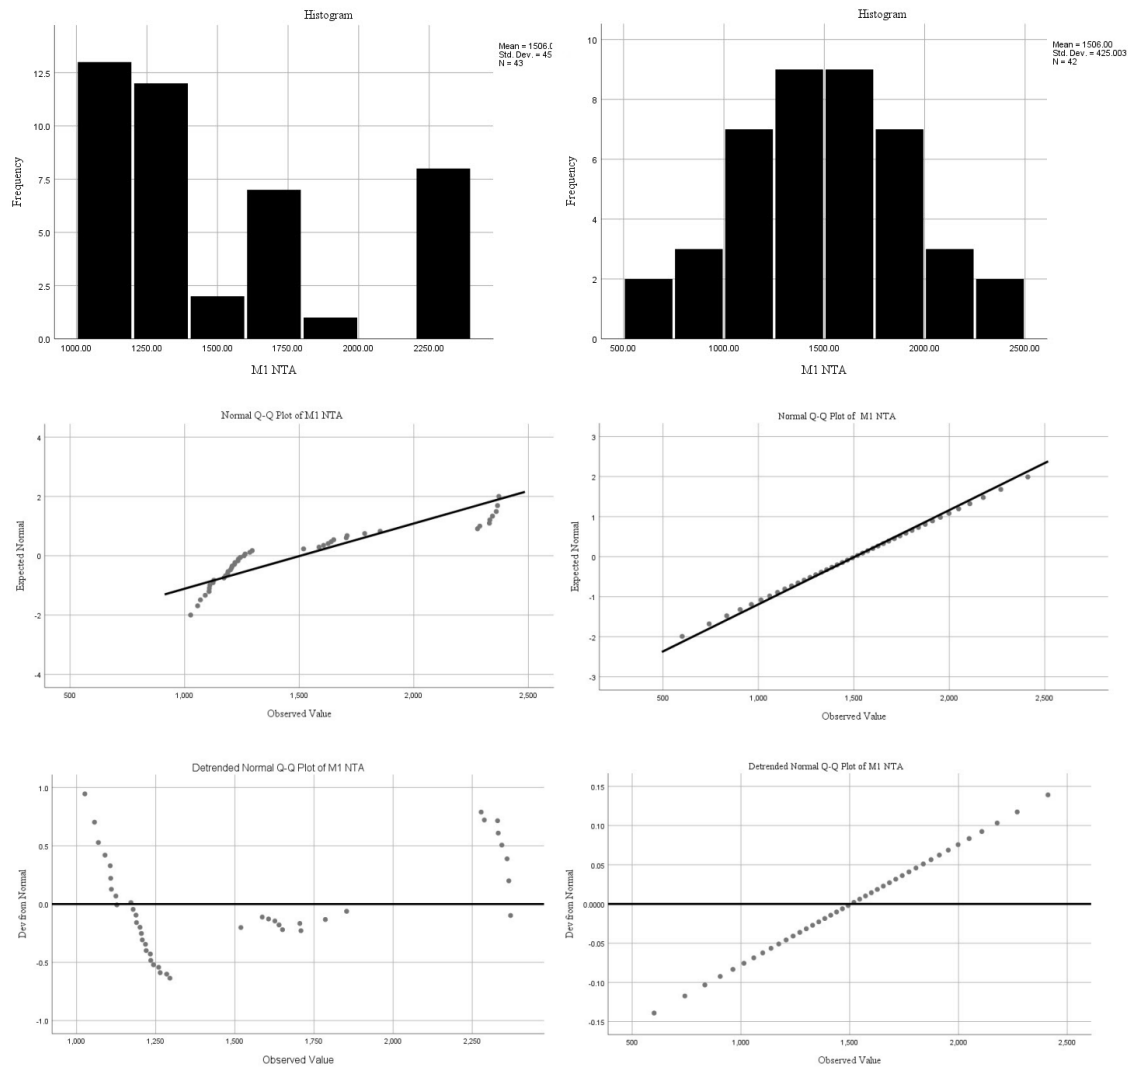 Histogram
Mean = 1506.0
Std. Dev. = 45
N = 43
12.5
10.0
7.5
5.0
2.5
0.0
Frequency
1000.00 1250.00 1500.00 1750.00 2000.00 2250.00
M1 NTA
Histogram
Mean = 1506.00
Std. Dev. = 425.003
N = 42
10
8
6
4
2
0
Frequency
500.00 1000.00 1500.00 2000.00 2500.00
M1 NTA
Normal Q-Q Plot of M1 NTA
4
2
0
-2
-4
Expected Normal
500 1,000 1,500 2,000 2,500
Observed Value
Normal Q-Q Plot of M1 NTA
3
2
1
0
-1
-2
-3
Expected Normal
500 1,000 1,500 2,000 2,500
Observed Value
Detrended Normal Q-Q Plot of M1 NTA
1.0
0.5
0.0
-0.5
-1.0
Dev from Normal
1,000 1,250 1,500 1,750 2,000 2,250
Observed Value
Detrended Normal Q-Q Plot of M1 NTA
0.15
0.10
0.05
0.0000
-0.05
-0.10
-0.15
Dev from Normal
500 1,000 1,500 2,000 2,500
Observed Value